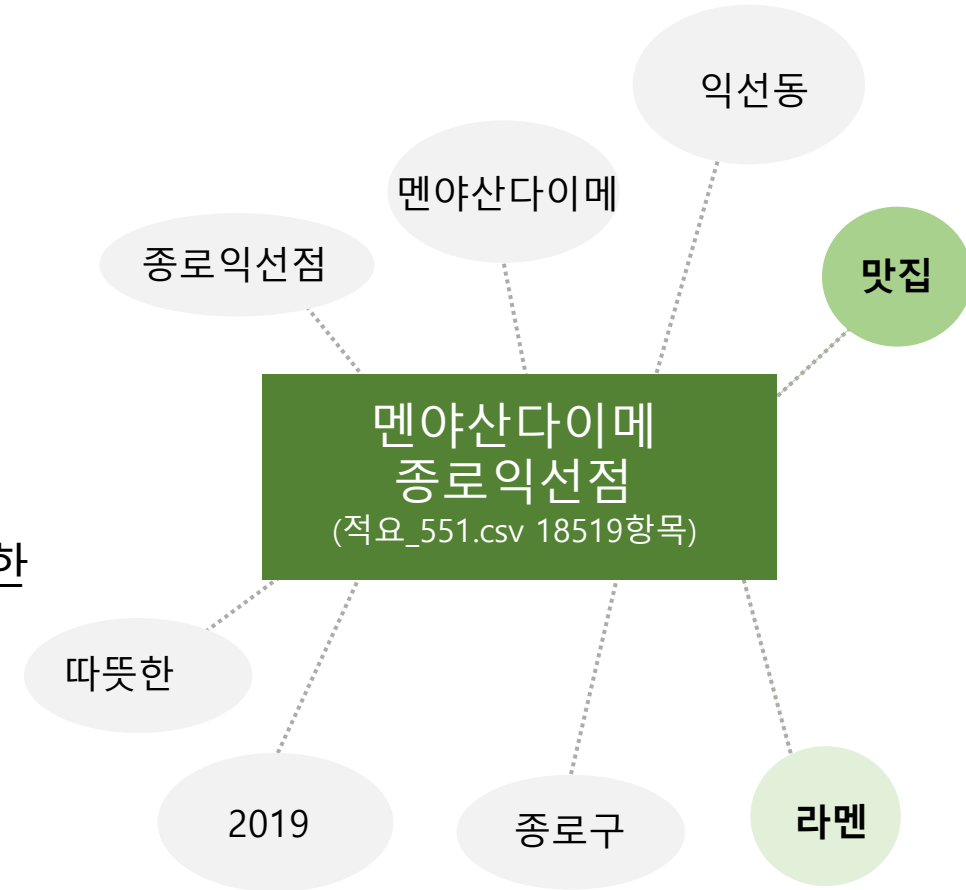 익선동
멘야산다이메
종로익선점
맛집
멘야산다이메
종로익선점
(적요_551.csv 18519항목)
한
따뜻한
2019
종로구
라멘